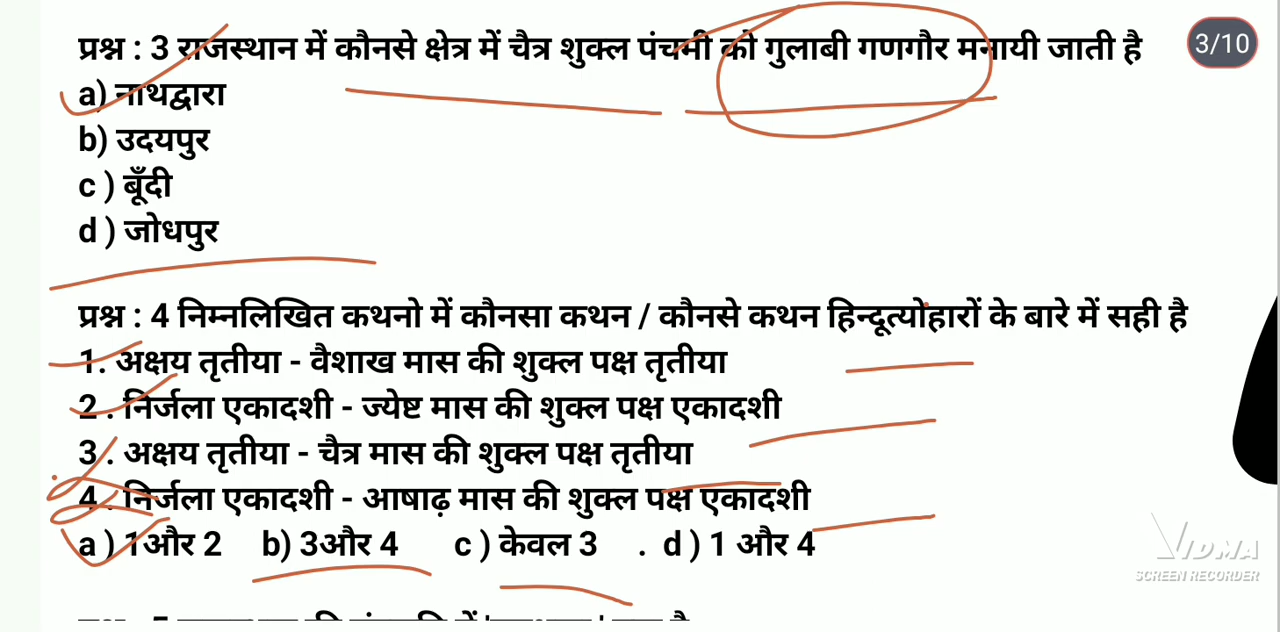 प्रश्न : 3 राजस्थान में कौनसे क्षेत्र में चैत्र शुक्ल पंचमी को गुलाबी गणगौर मनायी जाती है
3/10
a) नाथद्वारा
b) उदयपुर
c ) बूँदी
d ) जोधपुर
प्रश्न : 4 निम्नलिखित कथनो में कौनसा कथन / कौनसे कथन हिन्दूत्योहारों के बारे में सही है
1. अक्षय तृतीया - वैशाख मास की शुक्ल पक्ष तृतीया
2 . निर्जला एकादशी - ज्येष्ट मास की शुक्ल पक्ष एकादशी
3 . अक्षय तृतीया - चैत्र मास की शुक्ल पक्ष तृतीया
4 . निर्जला एकादशी - आषाढ़ मास की शुक्ल पक्ष एकादशी
a ) 1और 2 b) 3और 4 c ) केवल 3 . d ) 1 और 4
VIDMA
SCREEN RECORDER